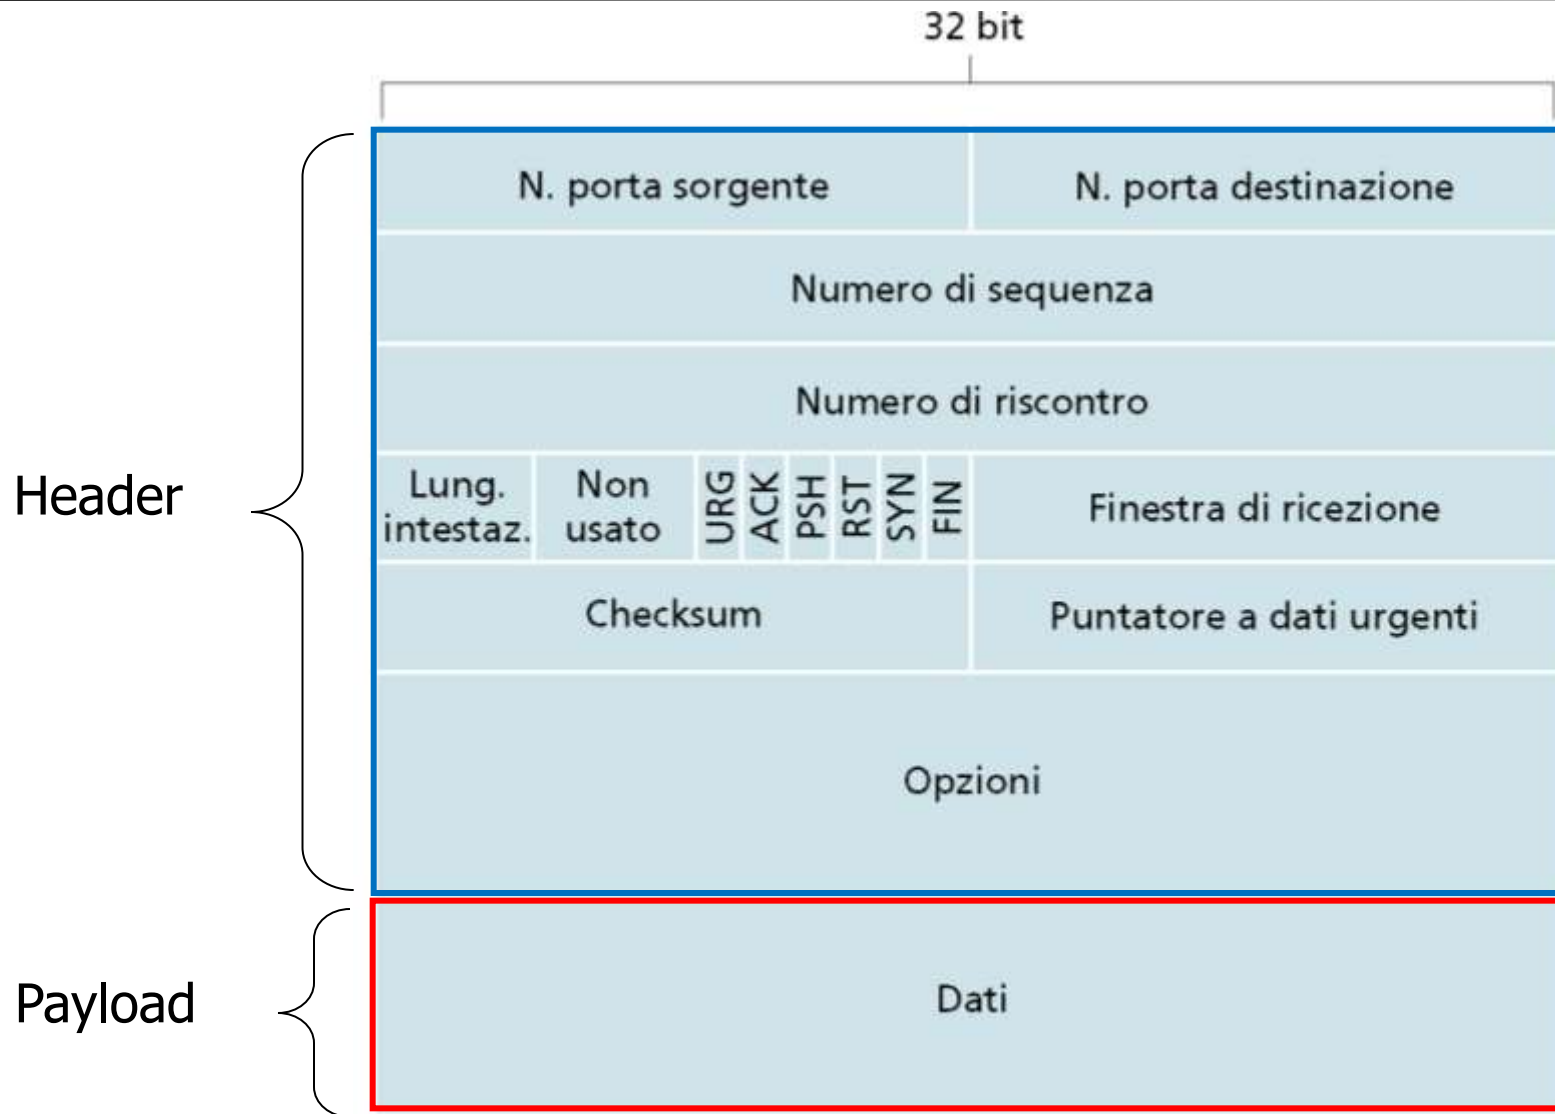 32 bit
N. porta sorgente
N. porta destinazione
Numero di sequenza
Numero di riscontro
Header
Lung.
intestaz.
Non
usato
URG
ACK
PSH
RST
SYN
FIN
Finestra di ricezione
Checksum
Puntatore a dati urgenti
Opzioni
Payload
Dati